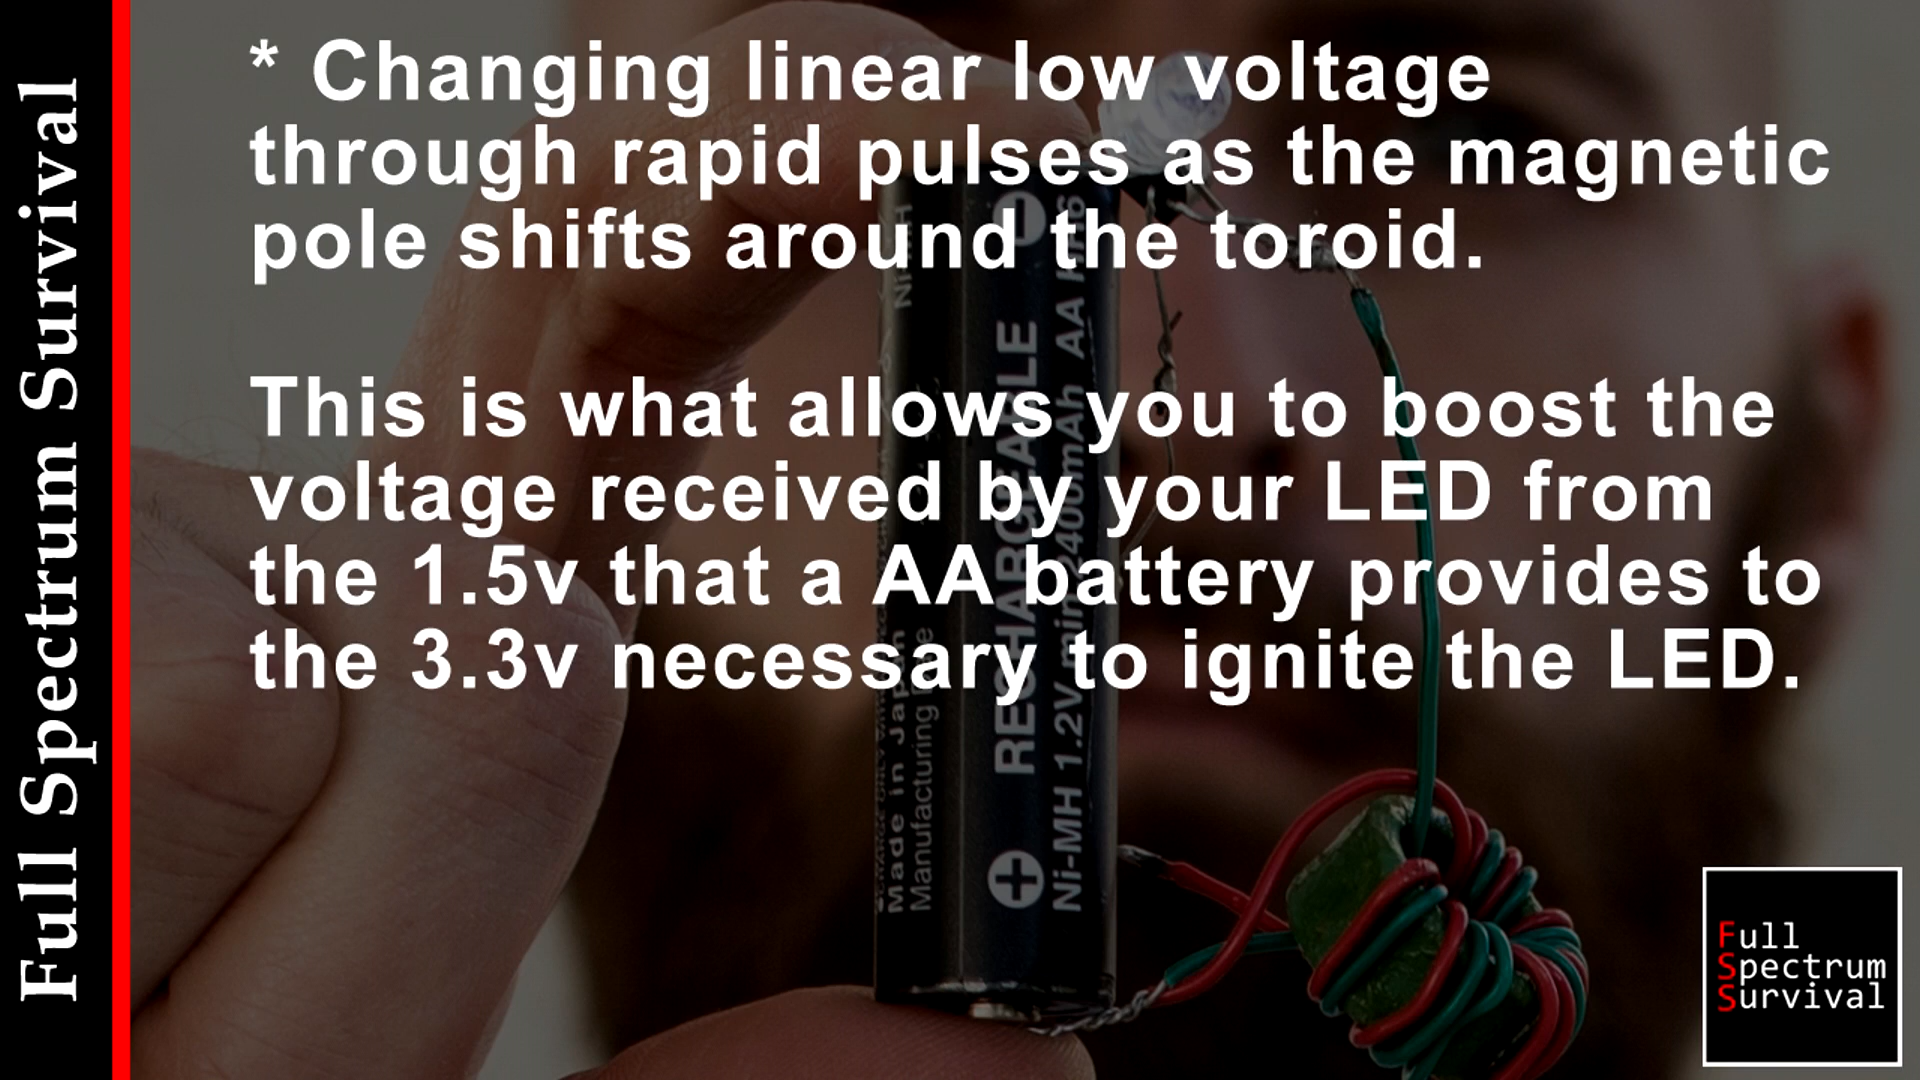 Full Spectrum Survival
* Changing linear low voltage
through rapid pulses as the magnetic
pole shifts around the toroid.
This is what allows you to boost the
voltage received by your LED from
the 1.5v that a AA battery provides to
the 3.3v necessary to ignite the LED.
RECHARGEABLE
Ni-MH 1.2V min. 2400mAh AA
Made in Japan
Manufacturing
Full
Spectrum
Survival